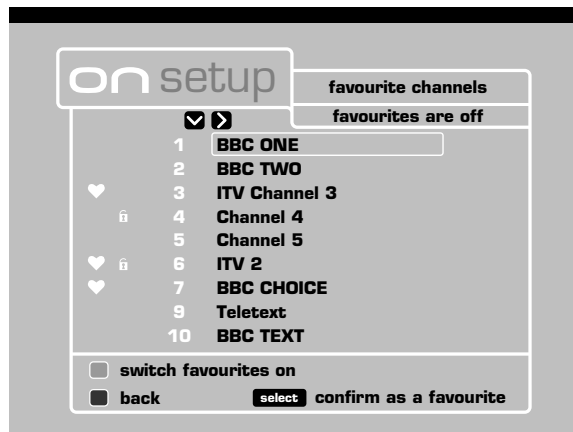 on setup
favourite channels
favourites are off
1 BBC ONE
2 BBC TWO
3 ITV Channel 3
4 Channel 4
5 Channel 5
6 ITV 2
7 BBC CHOICE
9 Teletext
10 BBC TEXT
switch favourites on
back select confirm as a favourite